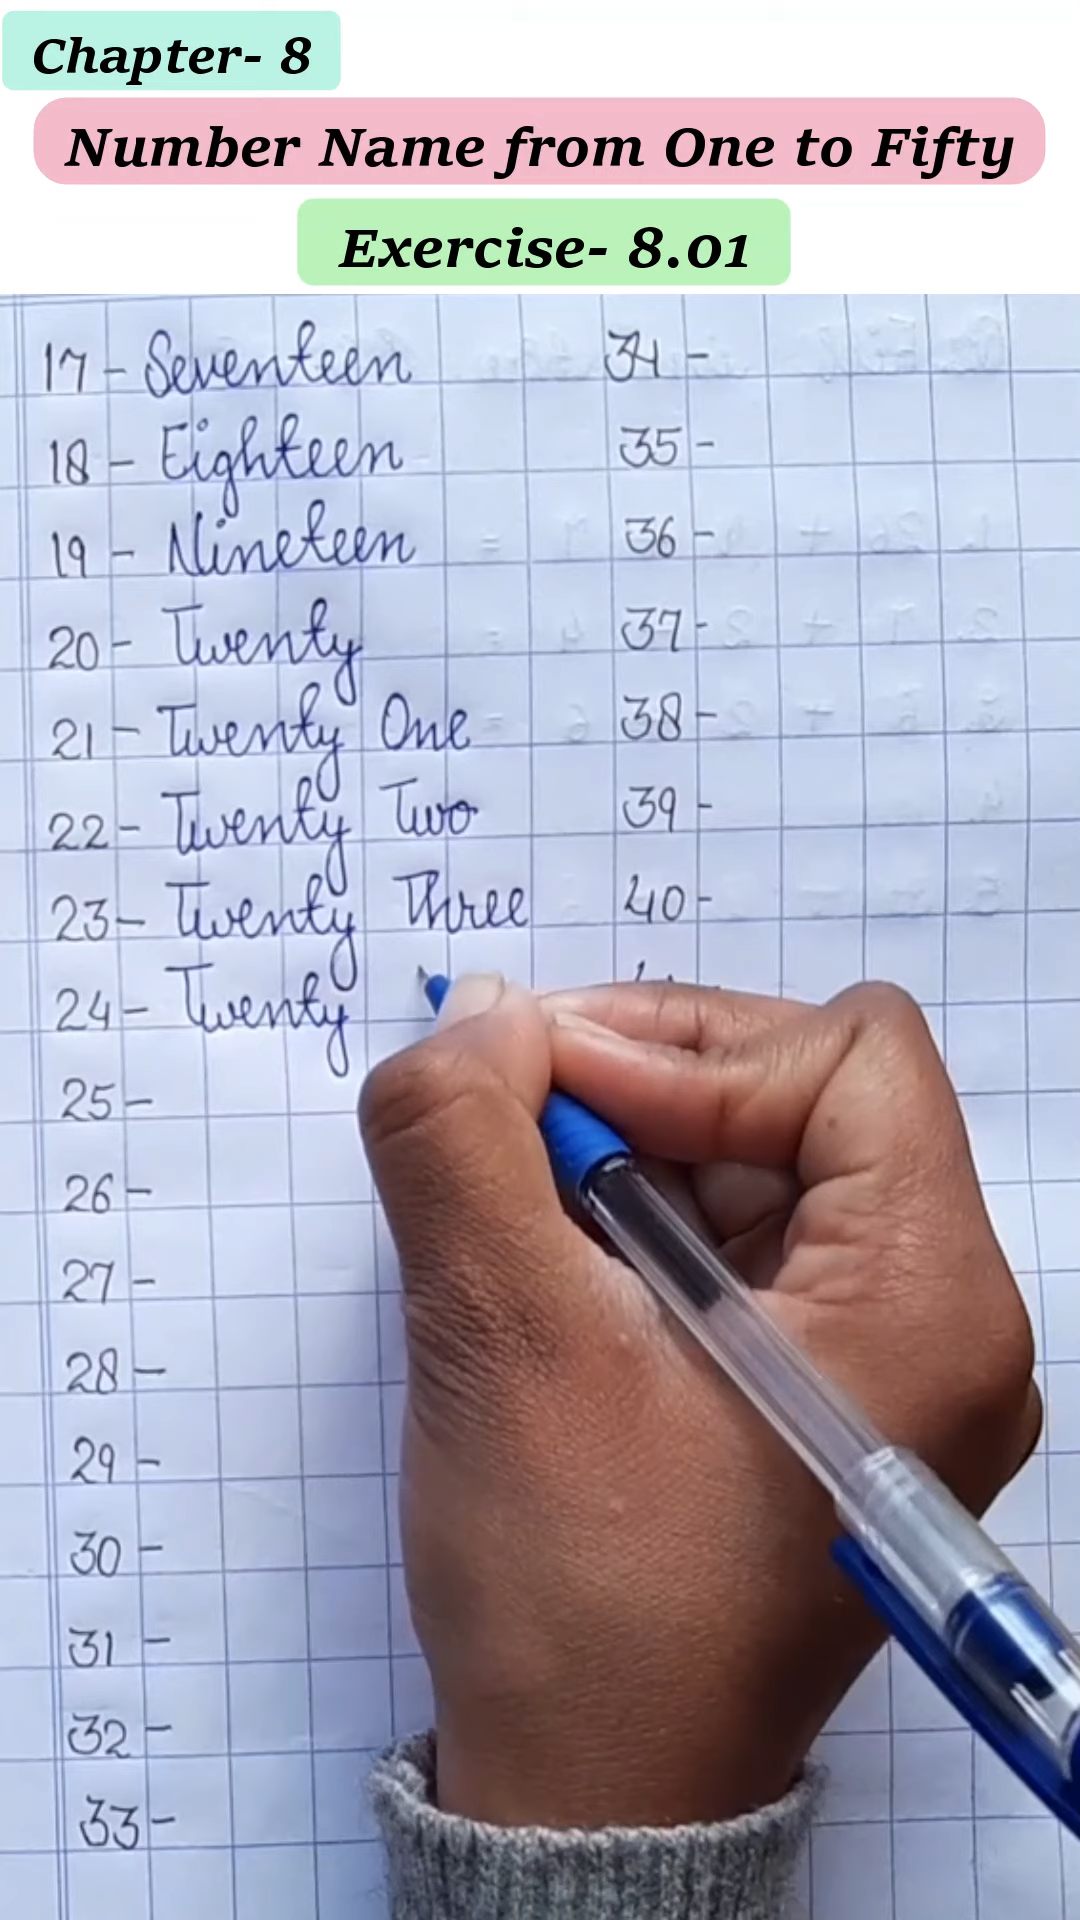 Chapter- 8
Number Name from One to Fifty
Exercise- 8.01
17 - Seventeen
18 - Eighteen
19 - Nineteen
20 - Twenty
21 - Twenty One
22 - Twenty Two
23 - Twenty Three
24 - Twenty
25 -
26 -
27 -
28 -
29 -
30 -
31 -
32 -
33 -
34 -
35 -
36 -
37 -
38 -
39 -
40 -